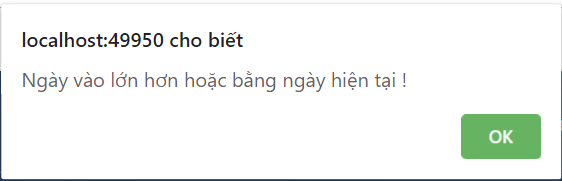 localhost:49950 cho biết
Ngày vào lớn hơn hoặc bằng ngày hiện tại !
OK